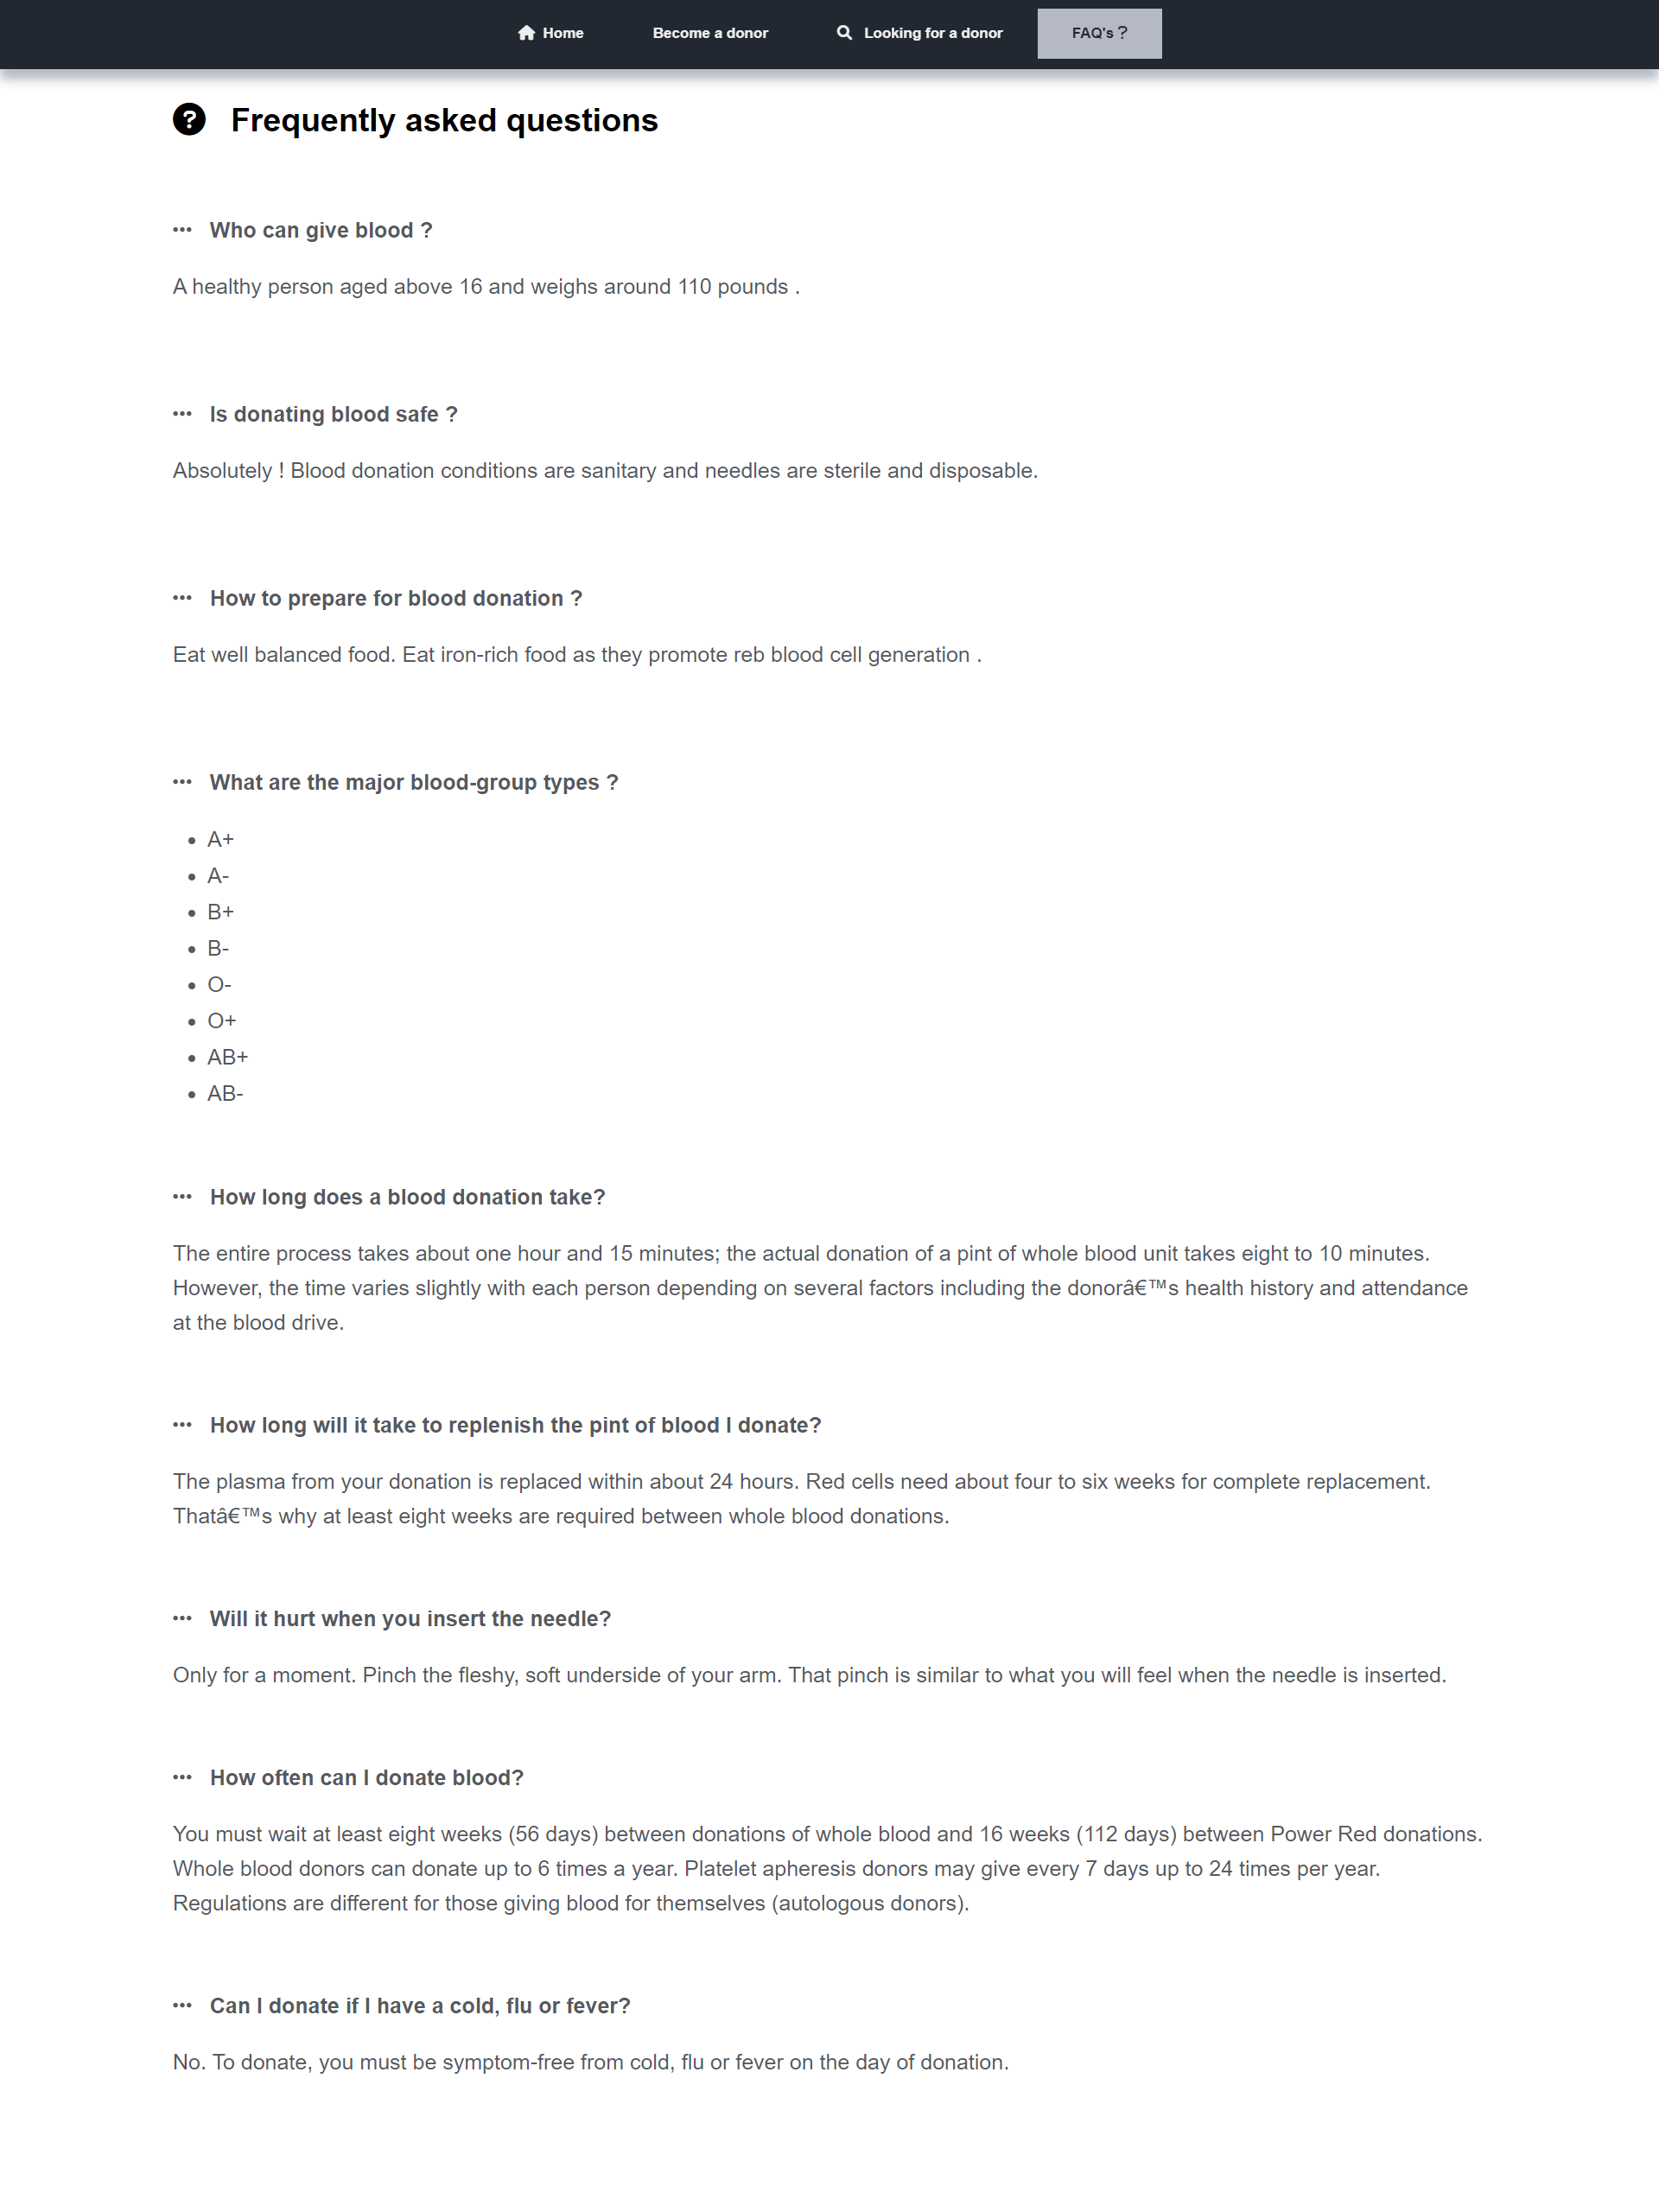 Home Become a donor Looking for a donor FAQ's ?
Frequently asked questions
Who can give blood ?
A healthy person aged above 16 and weighs around 110 pounds .
Is donating blood safe ?
Absolutely ! Blood donation conditions are sanitary and needles are sterile and disposable.
How to prepare for blood donation ?
Eat well balanced food. Eat iron-rich food as they promote reb blood cell generation .
What are the major blood-group types ?
• A+
• A-
• B+
• B-
• O-
• O+
• AB+
• AB-
How long does a blood donation take?
The entire process takes about one hour and 15 minutes; the actual donation of a pint of whole blood unit takes eight to 10 minutes.
However, the time varies slightly with each person depending on several factors including the donorâ€™s health history and attendance
at the blood drive.
How long will it take to replenish the pint of blood I donate?
The plasma from your donation is replaced within about 24 hours. Red cells need about four to six weeks for complete replacement.
Thatâ€™s why at least eight weeks are required between whole blood donations.
Will it hurt when you insert the needle?
Only for a moment. Pinch the fleshy, soft underside of your arm. That pinch is similar to what you will feel when the needle is inserted.
How often can I donate blood?
You must wait at least eight weeks (56 days) between donations of whole blood and 16 weeks (112 days) between Power Red donations.
Whole blood donors can donate up to 6 times a year. Platelet apheresis donors may give every 7 days up to 24 times per year.
Regulations are different for those giving blood for themselves (autologous donors).
Can I donate if I have a cold, flu or fever?
No. To donate, you must be symptom-free from cold, flu or fever on the day of donation.